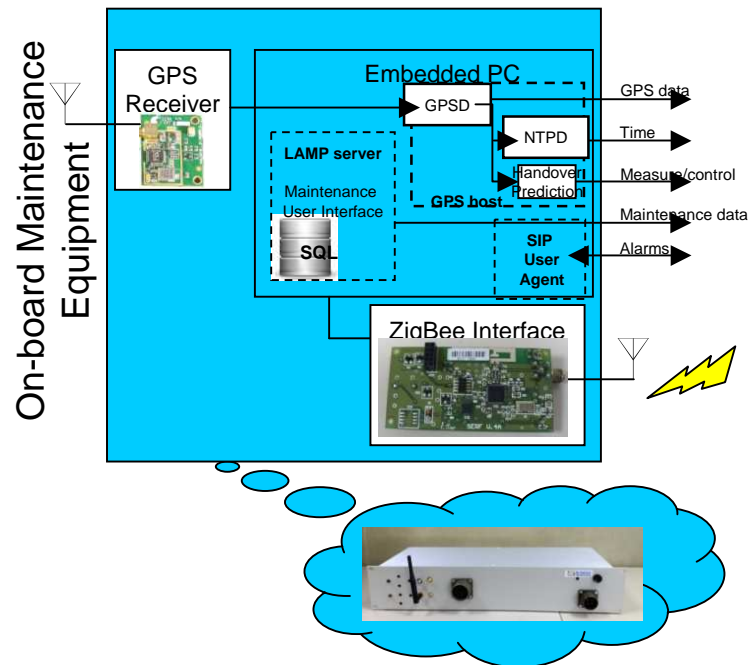 On-board Maintenance
Equipment
GPS
Receiver
Embedded PC
GPSD
NTPD
Handover
Prediction
GPS host
LAMP server
Maintenance
User Interface
SQL
SIP
User
Agent
GPS data
Time
Measure/control
Maintenance data
Alarms
ZigBee Interface